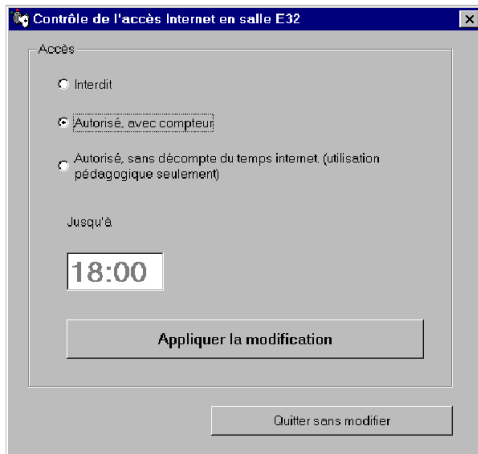 Contrôle de l'accès Internet en salle E32
Accès
Interdit
Autorisé, avec compteur
Autorisé, sans décompte du temps internet. (utilisation
pédagogique seulement)
Jusqu'à
18:00
Appliquer la modification
Quitter sans modifier